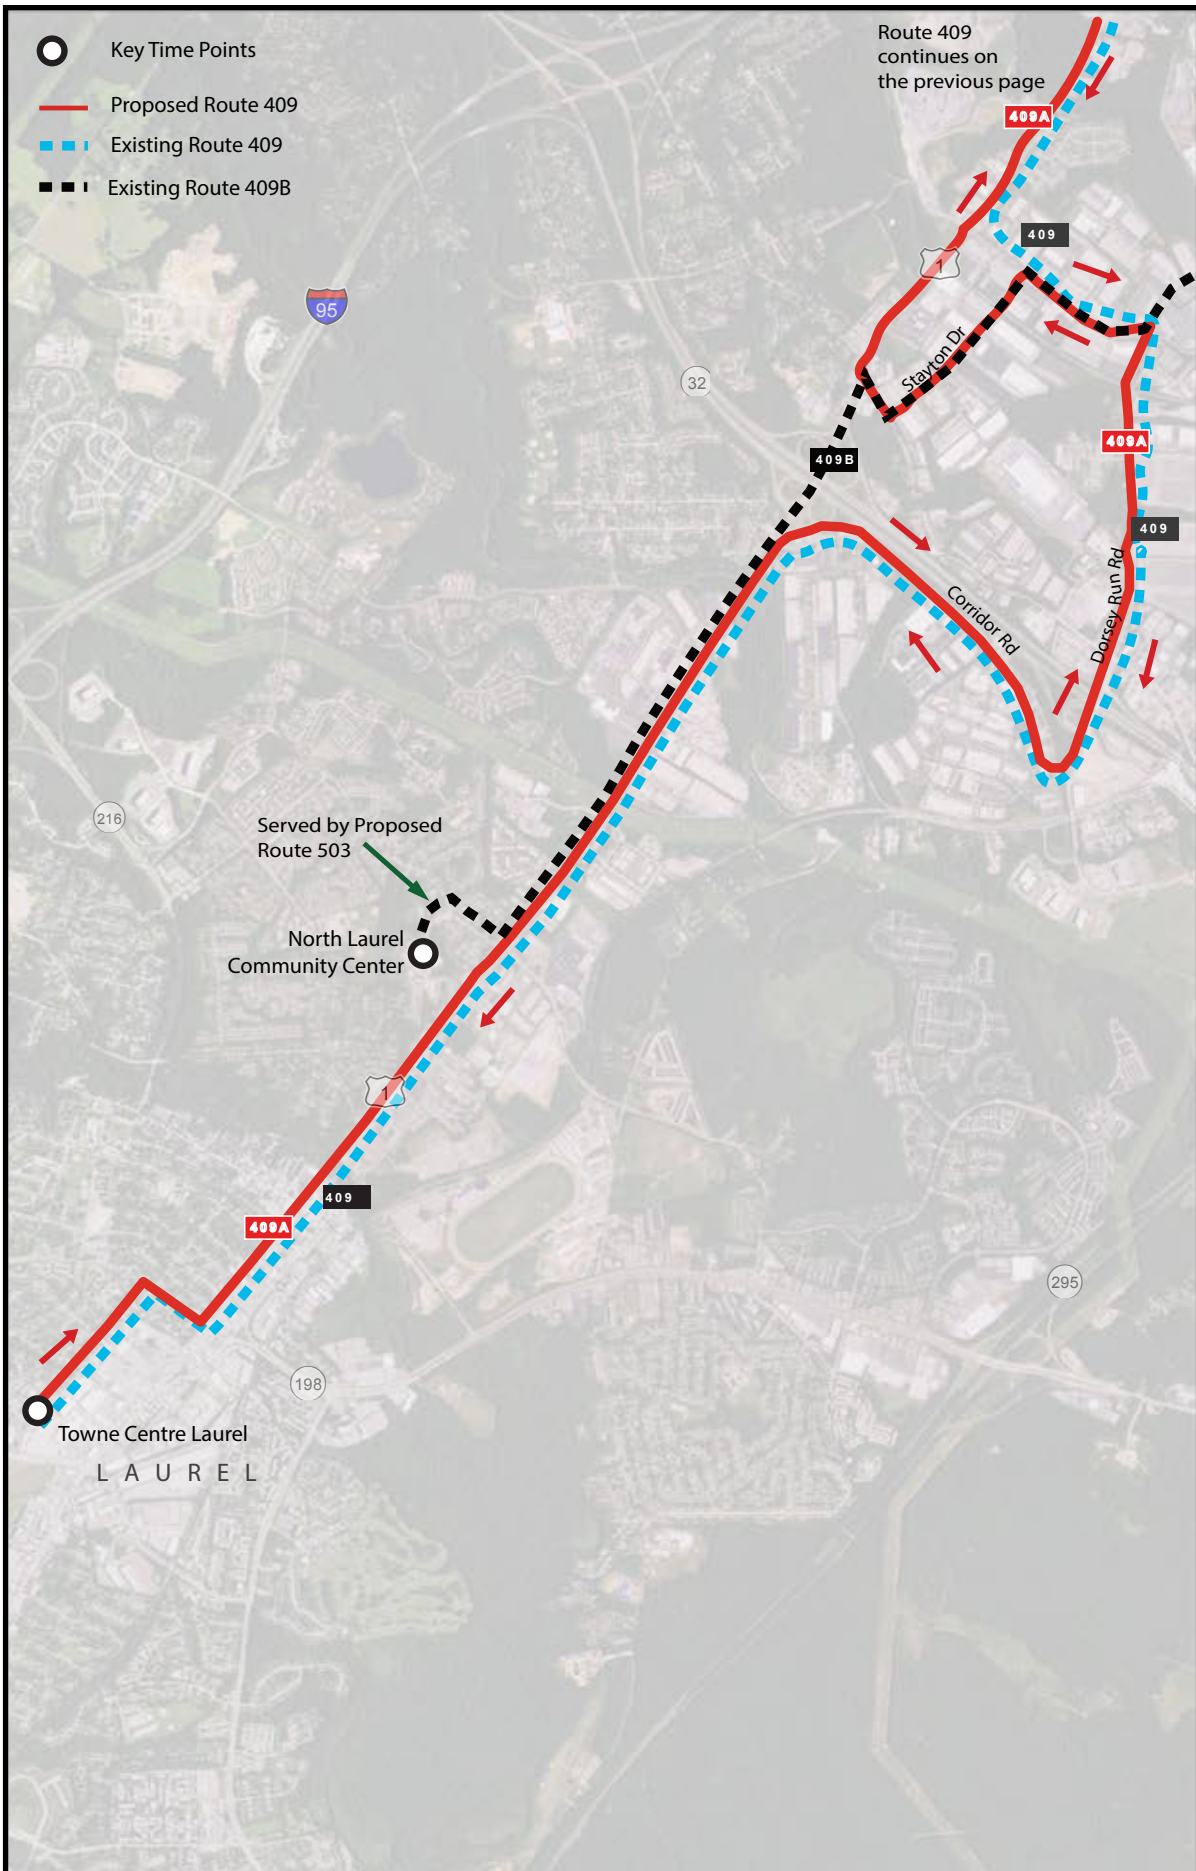 Key Time Points
Proposed Route 409
Existing Route 409
Existing Route 409B
Route 409
continues on
the previous page
409A
409
1
95
Stayton Dr
32
409A
409B
409
Corridor Rd
Dorsey Run Rd
216
Served by Proposed
Route 503
North Laurel
Community Center
1
409
409A
295
198
Towne Centre Laurel
LAUREL